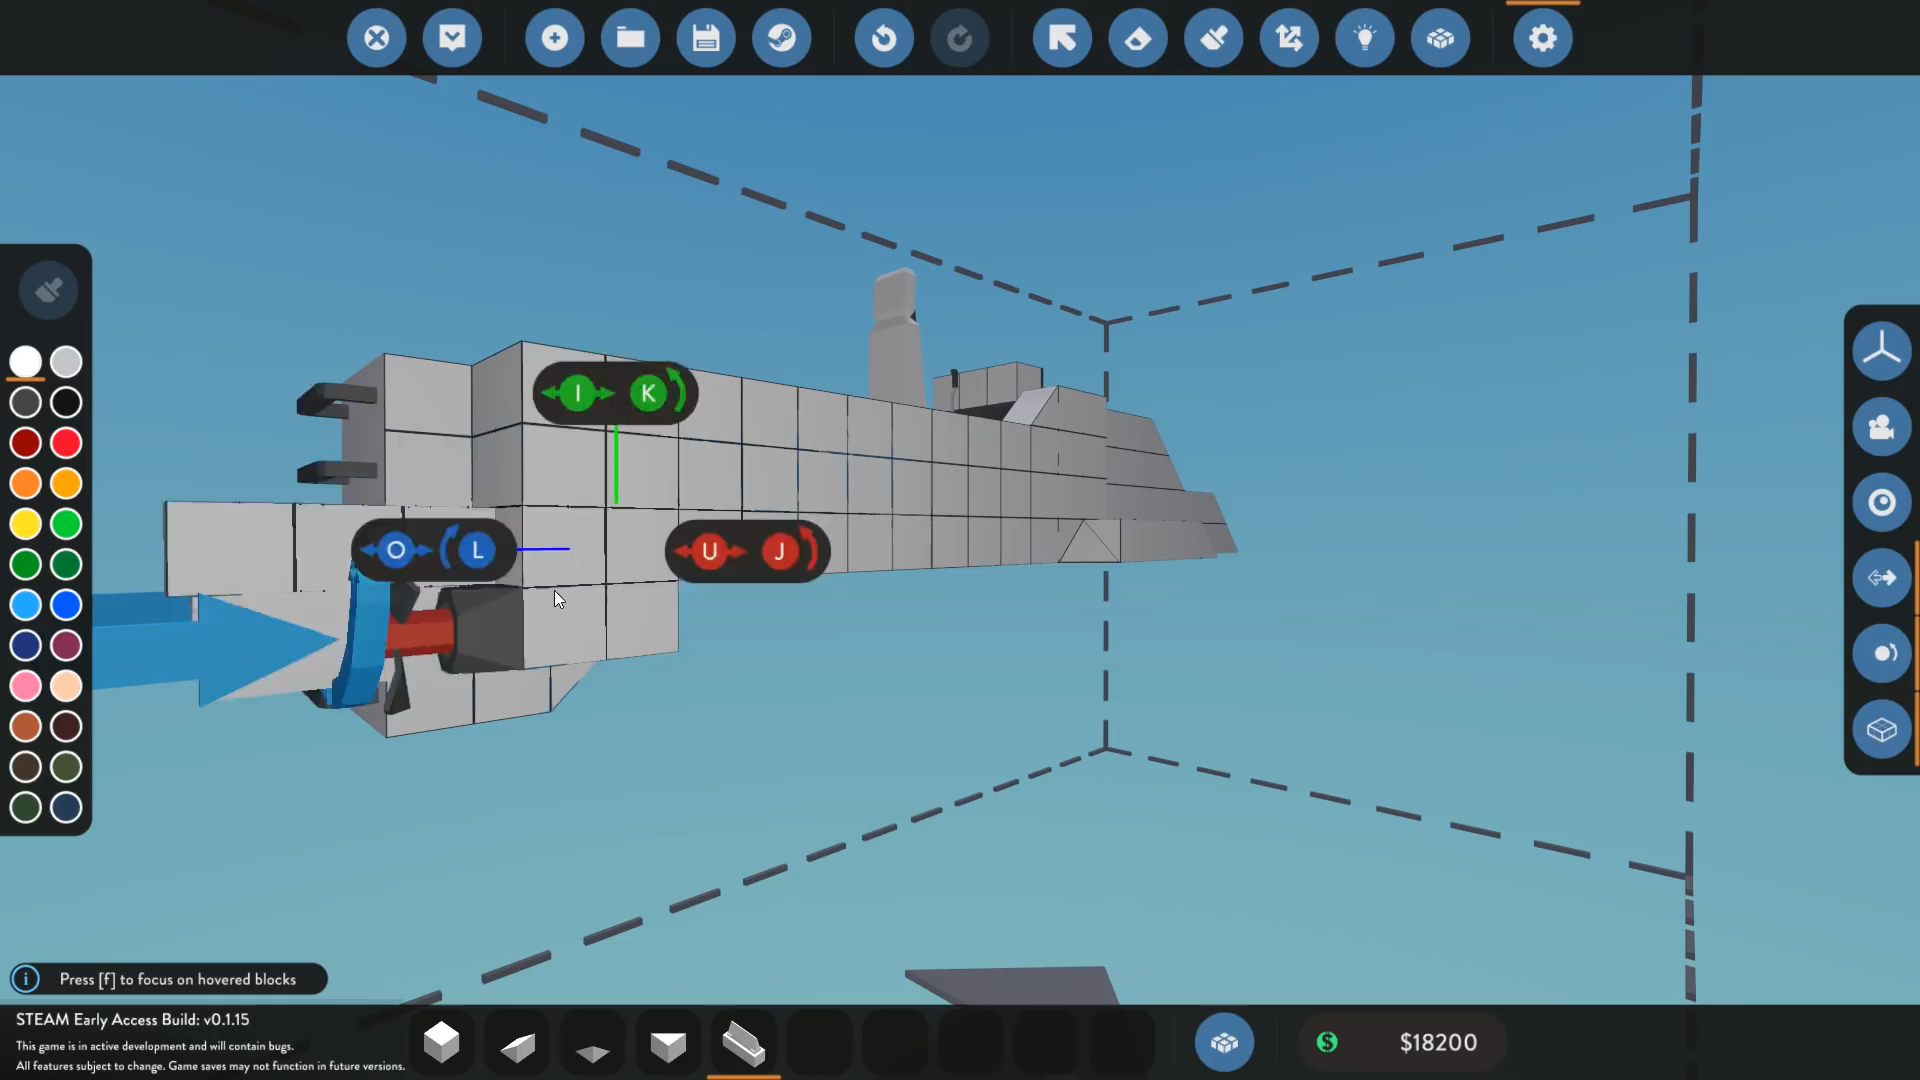 I K
O L
U J
i Press [f] to focus on hovered blocks
STEAM Early Access Build: v0.1.15
This game is in active development and will contain bugs.
All features subject to change. Game saves may not function in future versions.
$ $18200